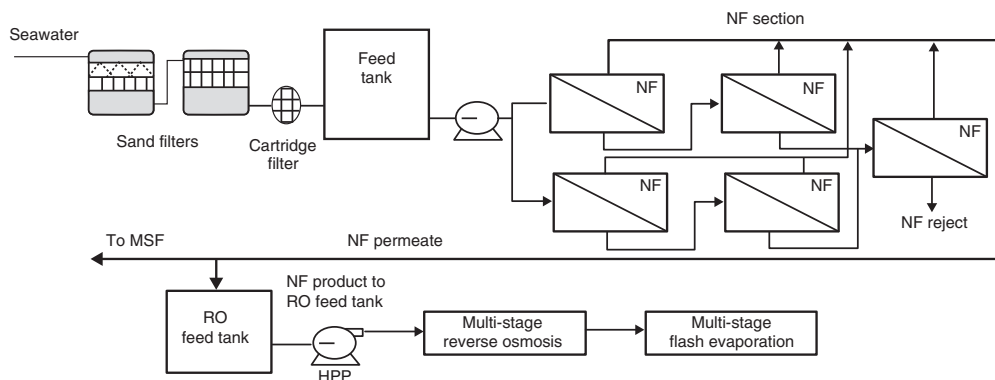 NF section
Seawater
Feed
tank
NF
NF
Sand filters
Cartridge
filter
NF
NF
NF
NF reject
To MSF
NF permeate
NF product to
RO feed tank
RO
feed tank
Multi-stage
reverse osmosis
Multi-stage
flash evaporation
HPP